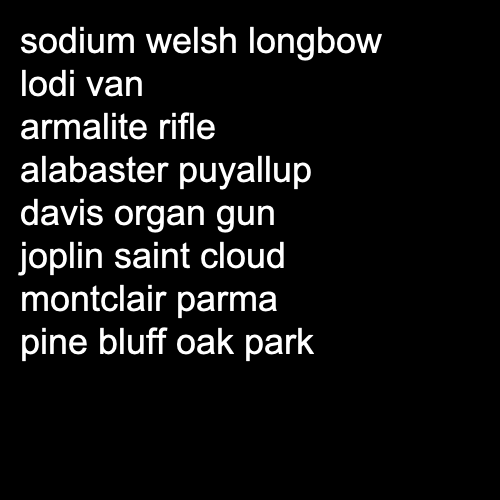 sodium welsh longbow
lodi van
armalite rifle
alabaster puyallup
davis organ gun
joplin saint cloud
montclair parma
pine bluff oak park